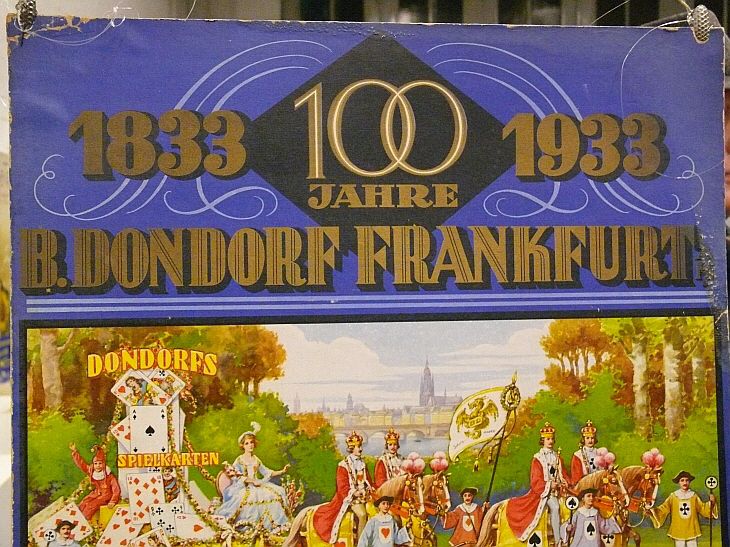 1833 100 1933
JAHRE
B. DONDORF FRANKFURT
DONDORFS
SPIELKARTEN